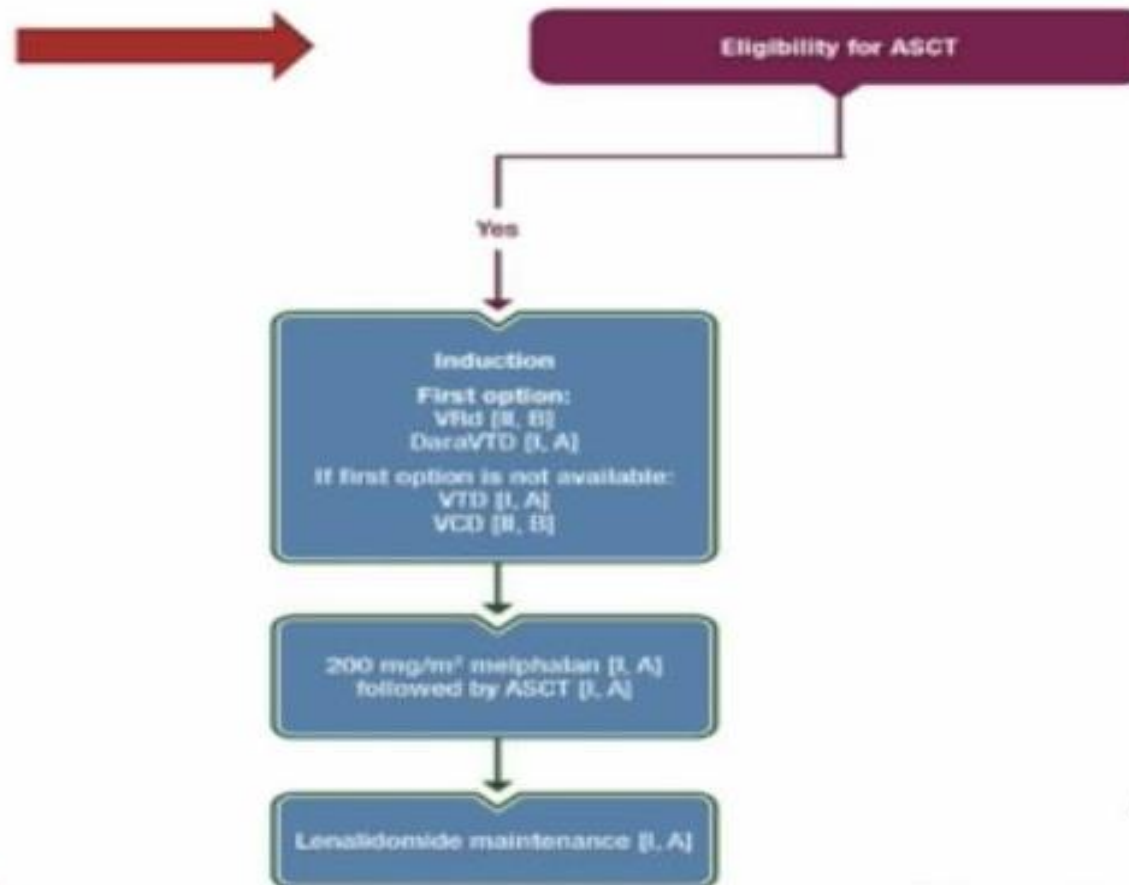 Eligibility for ASCT
Yes
Induction
First option:
VRd [II, B]
DaraVTD [I, A]
If first option is not available:
VTD [I, A]
VCD [II, B]
200 mg/m² melphalan [I, A]
followed by ASCT [I, A]
Lenalidomide maintenance [I, A]